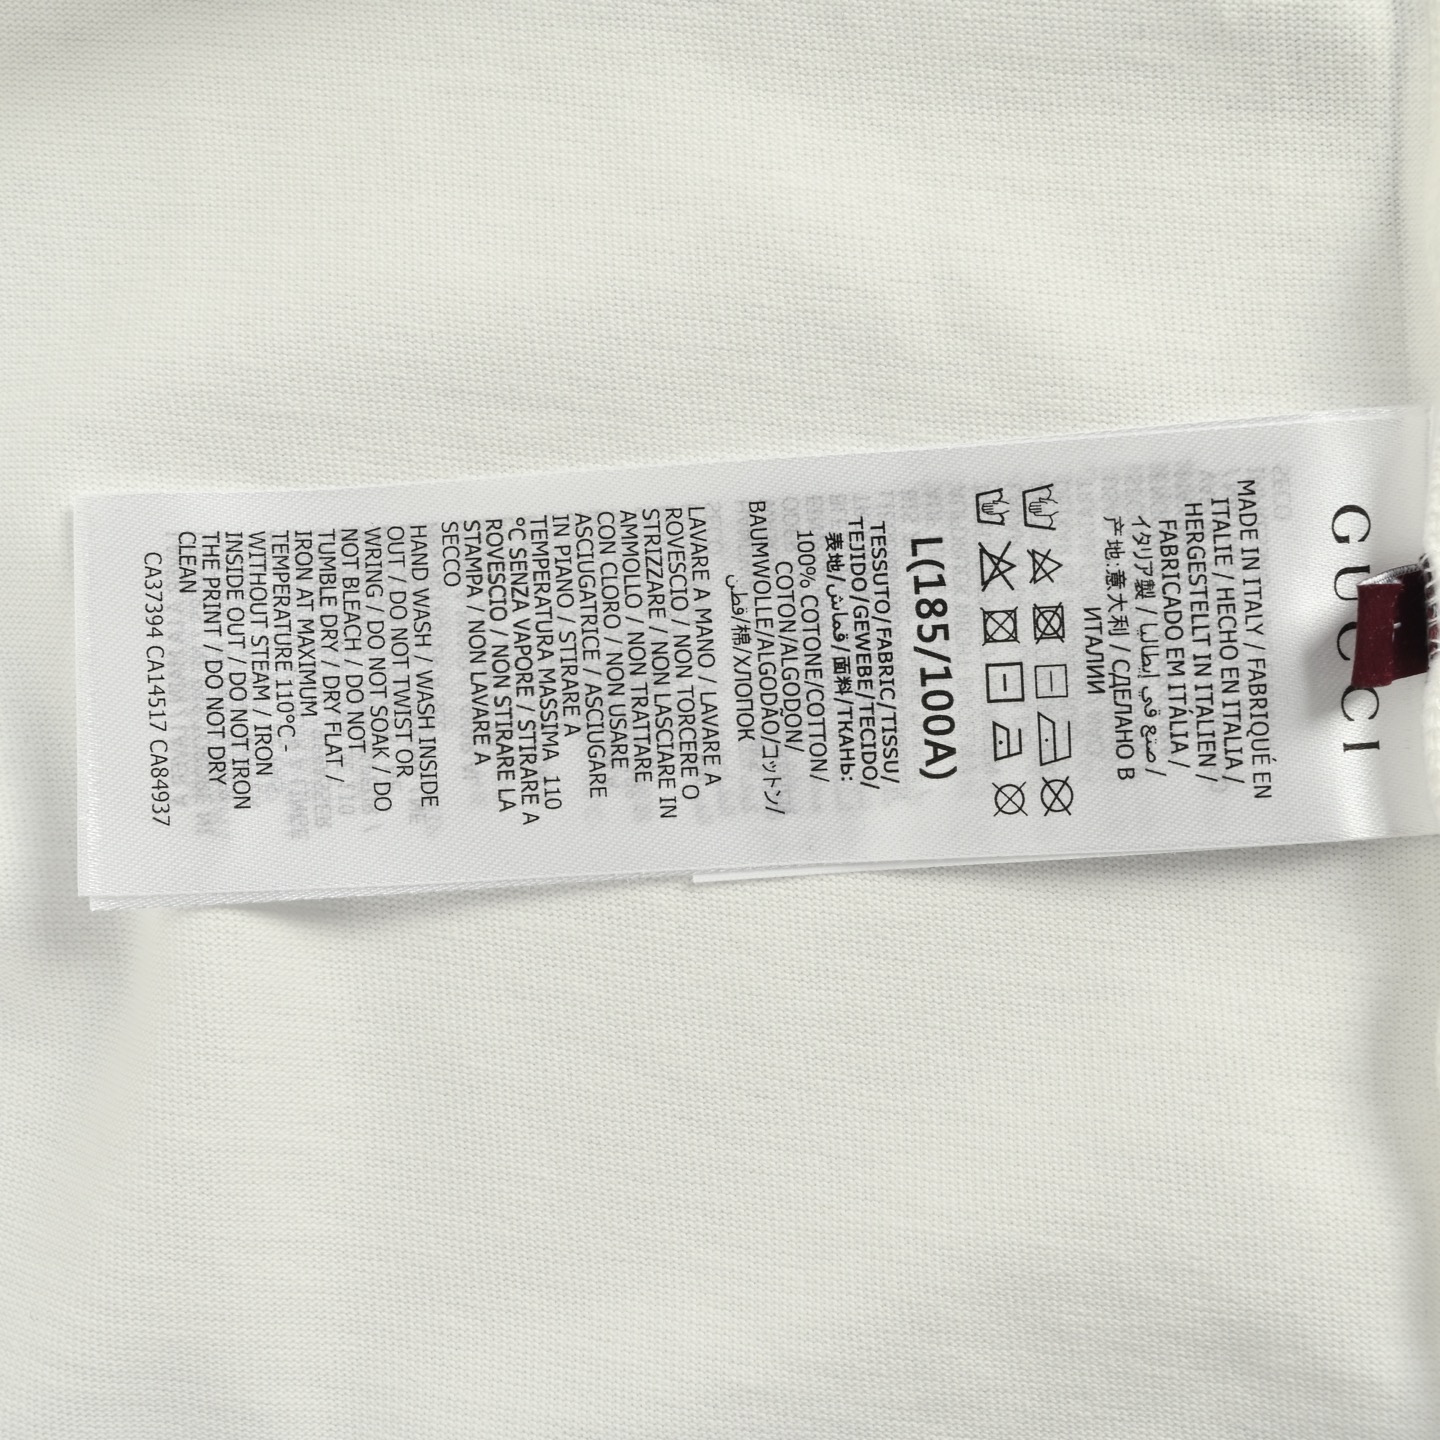 GUCCI
MADE IN ITALY / FABRIQUÉ EN
ITALIE / HECHO EN ITALIA /
HERGESTELLT IN ITALIEN /
FABRICADO EM ITÁLIA /
イタリア製 / صنع في إيطاليا /
产地:意大利 / СДЕЛАНО В
ИТАЛИИ
L(185/100A)
TESSUTO/FABRIC/TISSU/
TEJIDO/GEWEBE/TECIDO/
表地/قماش/面料/ТКАНЬ:
100% COTONE/COTTON/
COTON/ALGODÓN/
BAUMWOLLE/ALGODÃO/コットン/
قطن/棉/ХЛОПОК
LAVARE A MANO / LAVARE A
ROVESCIO / NON TORCERE O
STRIZZARE / NON LASCIARE IN
AMMOLLO / NON TRATTARE
CON CLORO / NON USARE
ASCIUGATRICE / ASCIUGARE
IN PIANO / STIRARE A
TEMPERATURA MASSIMA 110
°C SENZA VAPORE / STIRARE A
ROVESCIO / NON STIRARE LA
STAMPA / NON LAVARE A
SECCO
HAND WASH / WASH INSIDE
OUT / DO NOT TWIST OR
WRING / DO NOT SOAK / DO
NOT BLEACH / DO NOT
TUMBLE DRY / DRY FLAT /
IRON AT MAXIMUM
TEMPERATURE 110°C -
WITHOUT STEAM / IRON
INSIDE OUT / DO NOT IRON
THE PRINT / DO NOT DRY
CLEAN
CA37394 CA14517 CA84937